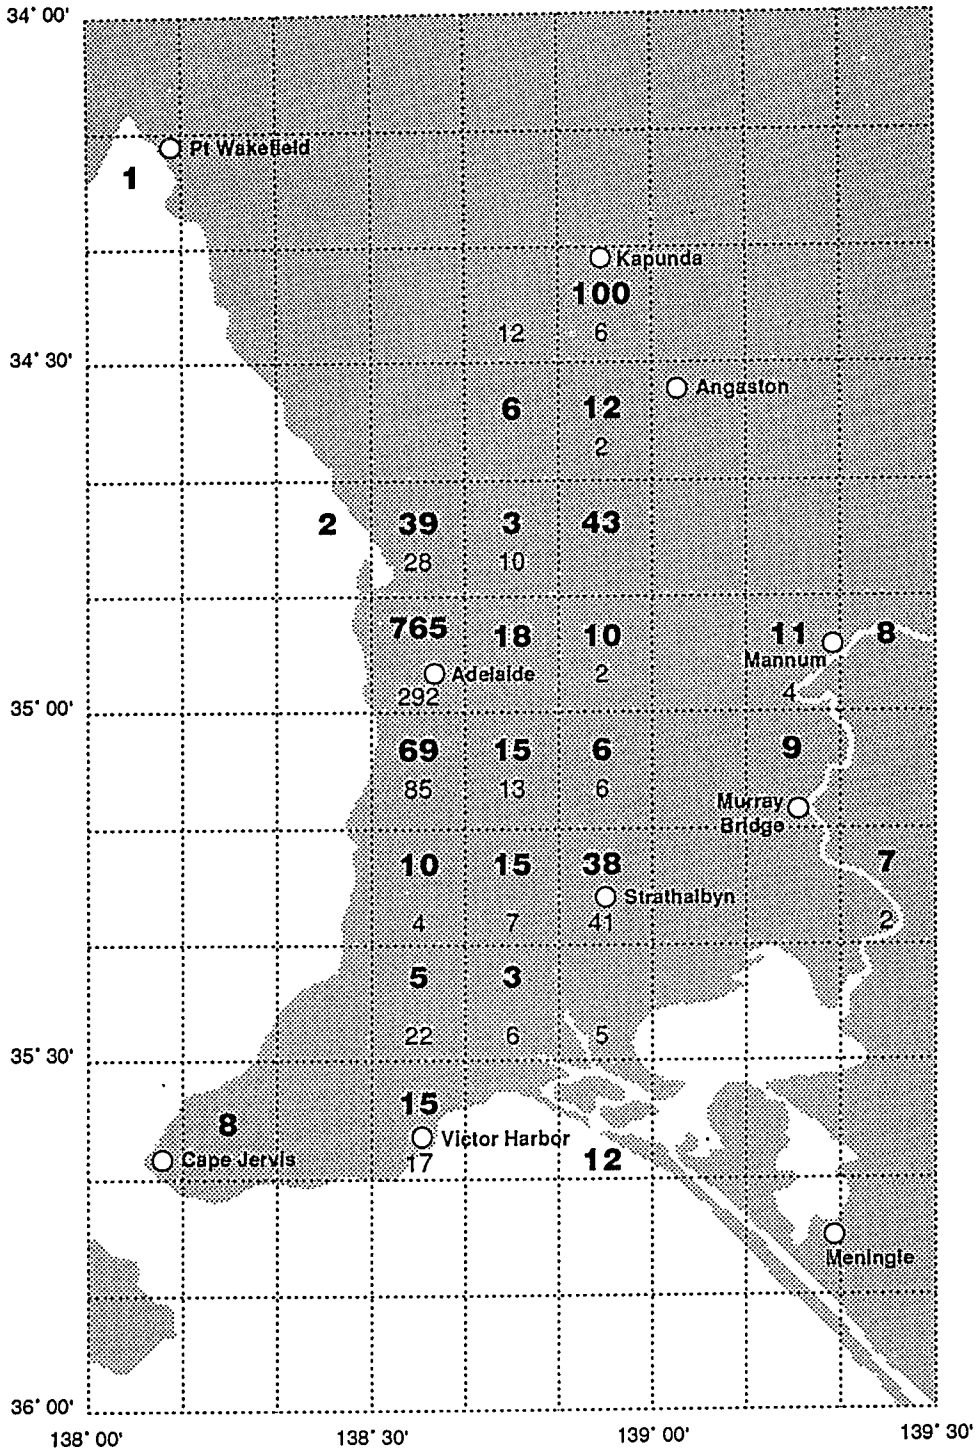 34° 00'
Pt Wakefield
1
Kapunda
100
12 6
34° 30'
Angaston
6 12
2
2 39 3 43
28 10
765 18 10 11 8
Mannum
Adelaide 2
292 4
35° 00'
69 15 6 9
85 13 6
Murray
Bridge
10 15 38 7
Strathalbyn
4 7 41 2
5 3
22 6 5
35° 30'
15
8
Victor Harbor
Cape Jervis 17 12
Meningie
36° 00'
138° 00' 138° 30' 139° 00' 139° 30'